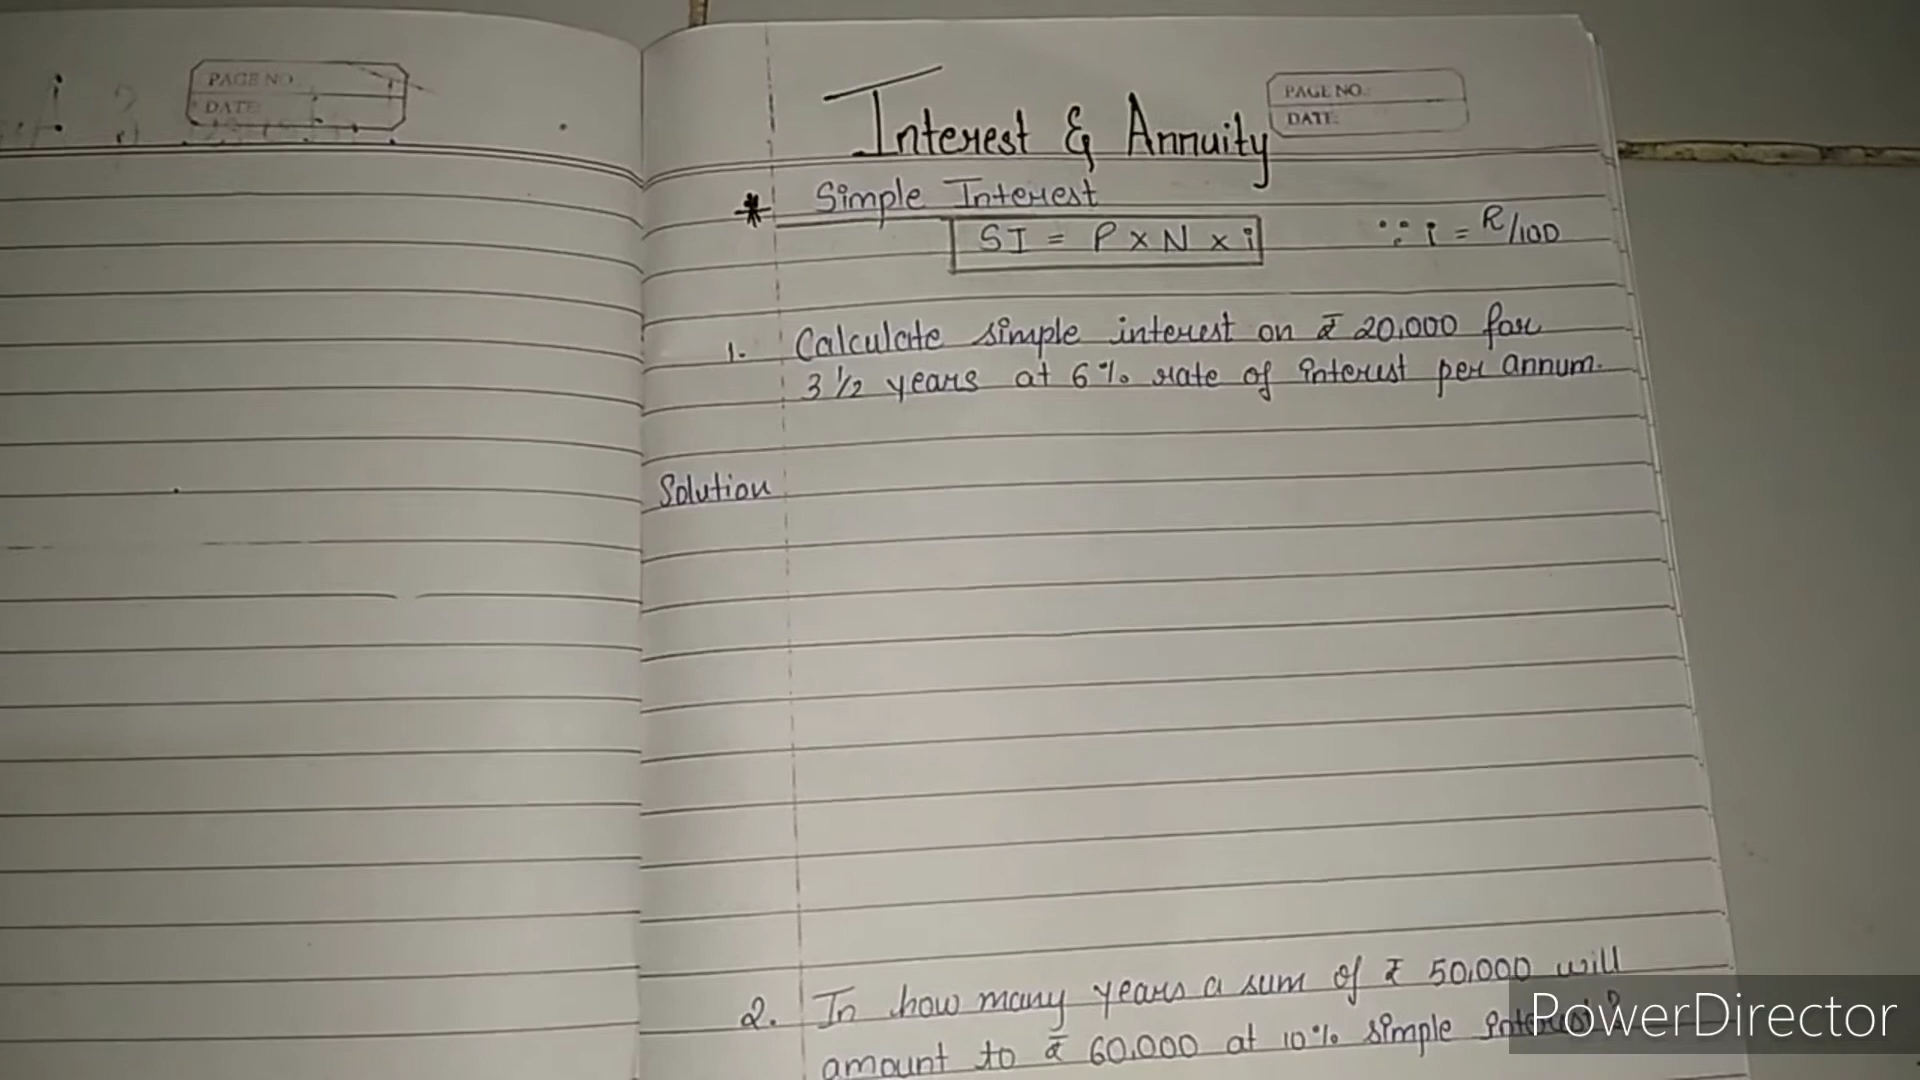 PAGE NO.
DATE:
PAGE NO.
DATE:
Interest & Annuity
* Simple Interest
SI = P x N x i ∵ i = R/100
1. Calculate simple interest on ₹ 20,000 for
3 1/2 years at 6% rate of interest per annum.
Solution
2. In how many years a sum of ₹ 50,000 will
amount to ₹ 60,000 at 10% simple interest?
PowerDirector